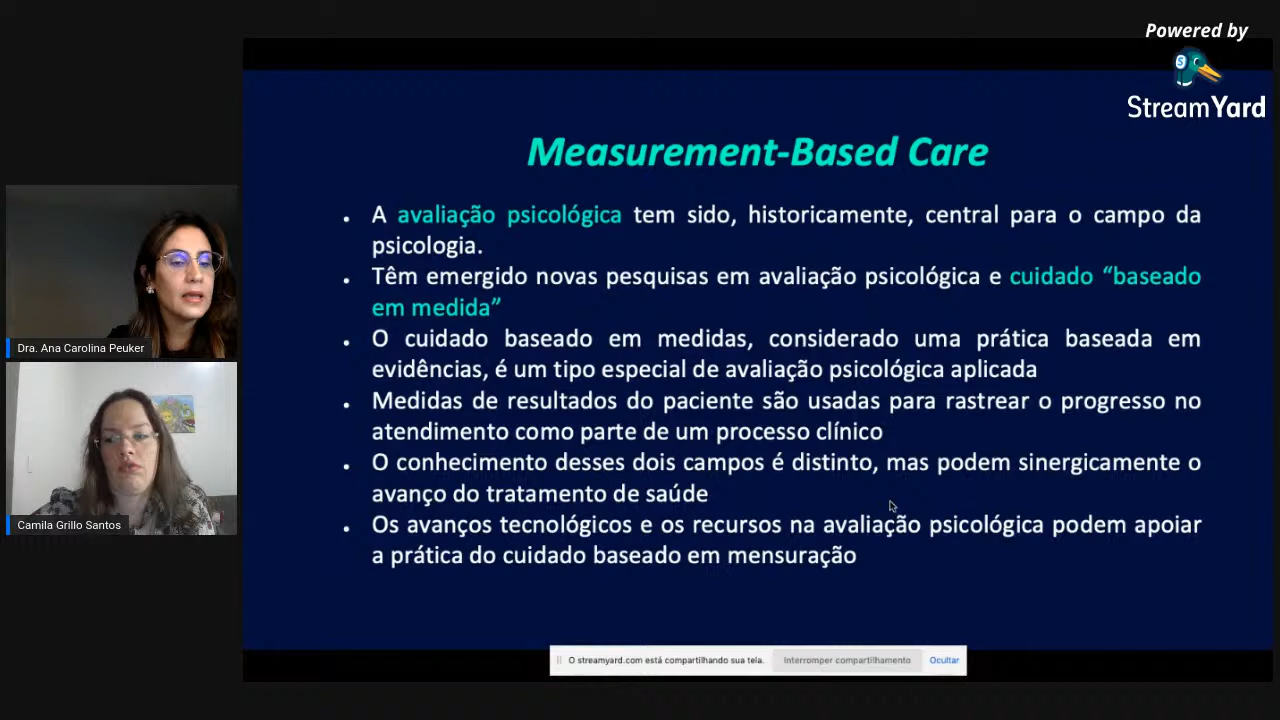 Powered by
StreamYard
Measurement-Based Care
• A avaliação psicológica tem sido, historicamente, central para o campo da
psicologia.
• Têm emergido novas pesquisas em avaliação psicológica e cuidado “baseado
em medida”
• O cuidado baseado em medidas, considerado uma prática baseada em
evidências, é um tipo especial de avaliação psicológica aplicada
• Medidas de resultados do paciente são usadas para rastrear o progresso no
atendimento como parte de um processo clínico
• O conhecimento desses dois campos é distinto, mas podem sinergicamente o
avanço do tratamento de saúde
• Os avanços tecnológicos e os recursos na avaliação psicológica podem apoiar
a prática do cuidado baseado em mensuração
Dra. Ana Carolina Peuker
Camila Grillo Santos
O streamyard.com está compartilhando sua tela. Interromper compartilhamento Ocultar